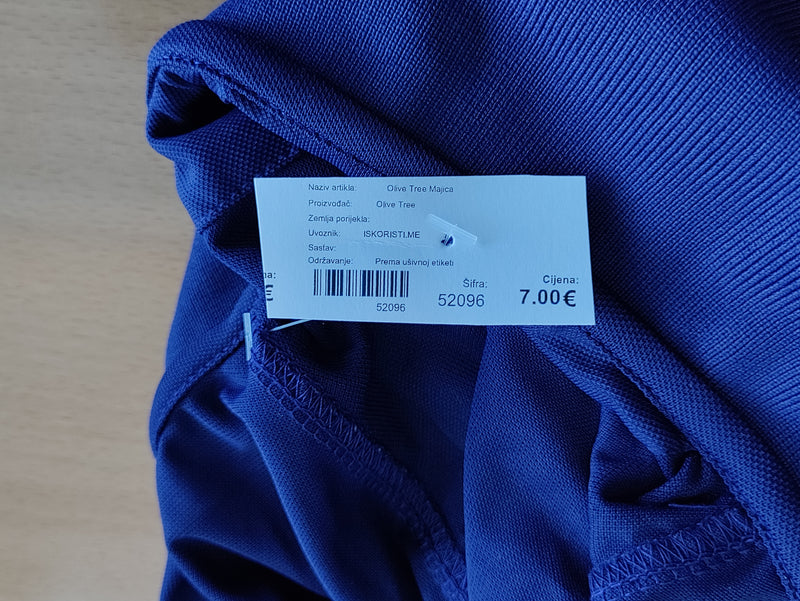 Naziv artikla: Olive Tree Majica
Proizvođač: Olive Tree
Zemlja porijekla:
Uvoznik: ISKORISTI.ME
Sastav:
Održavanje: Prema ušivnoj etiketi
na:
€
52096
Šifra:
52096
Cijena:
7.00€